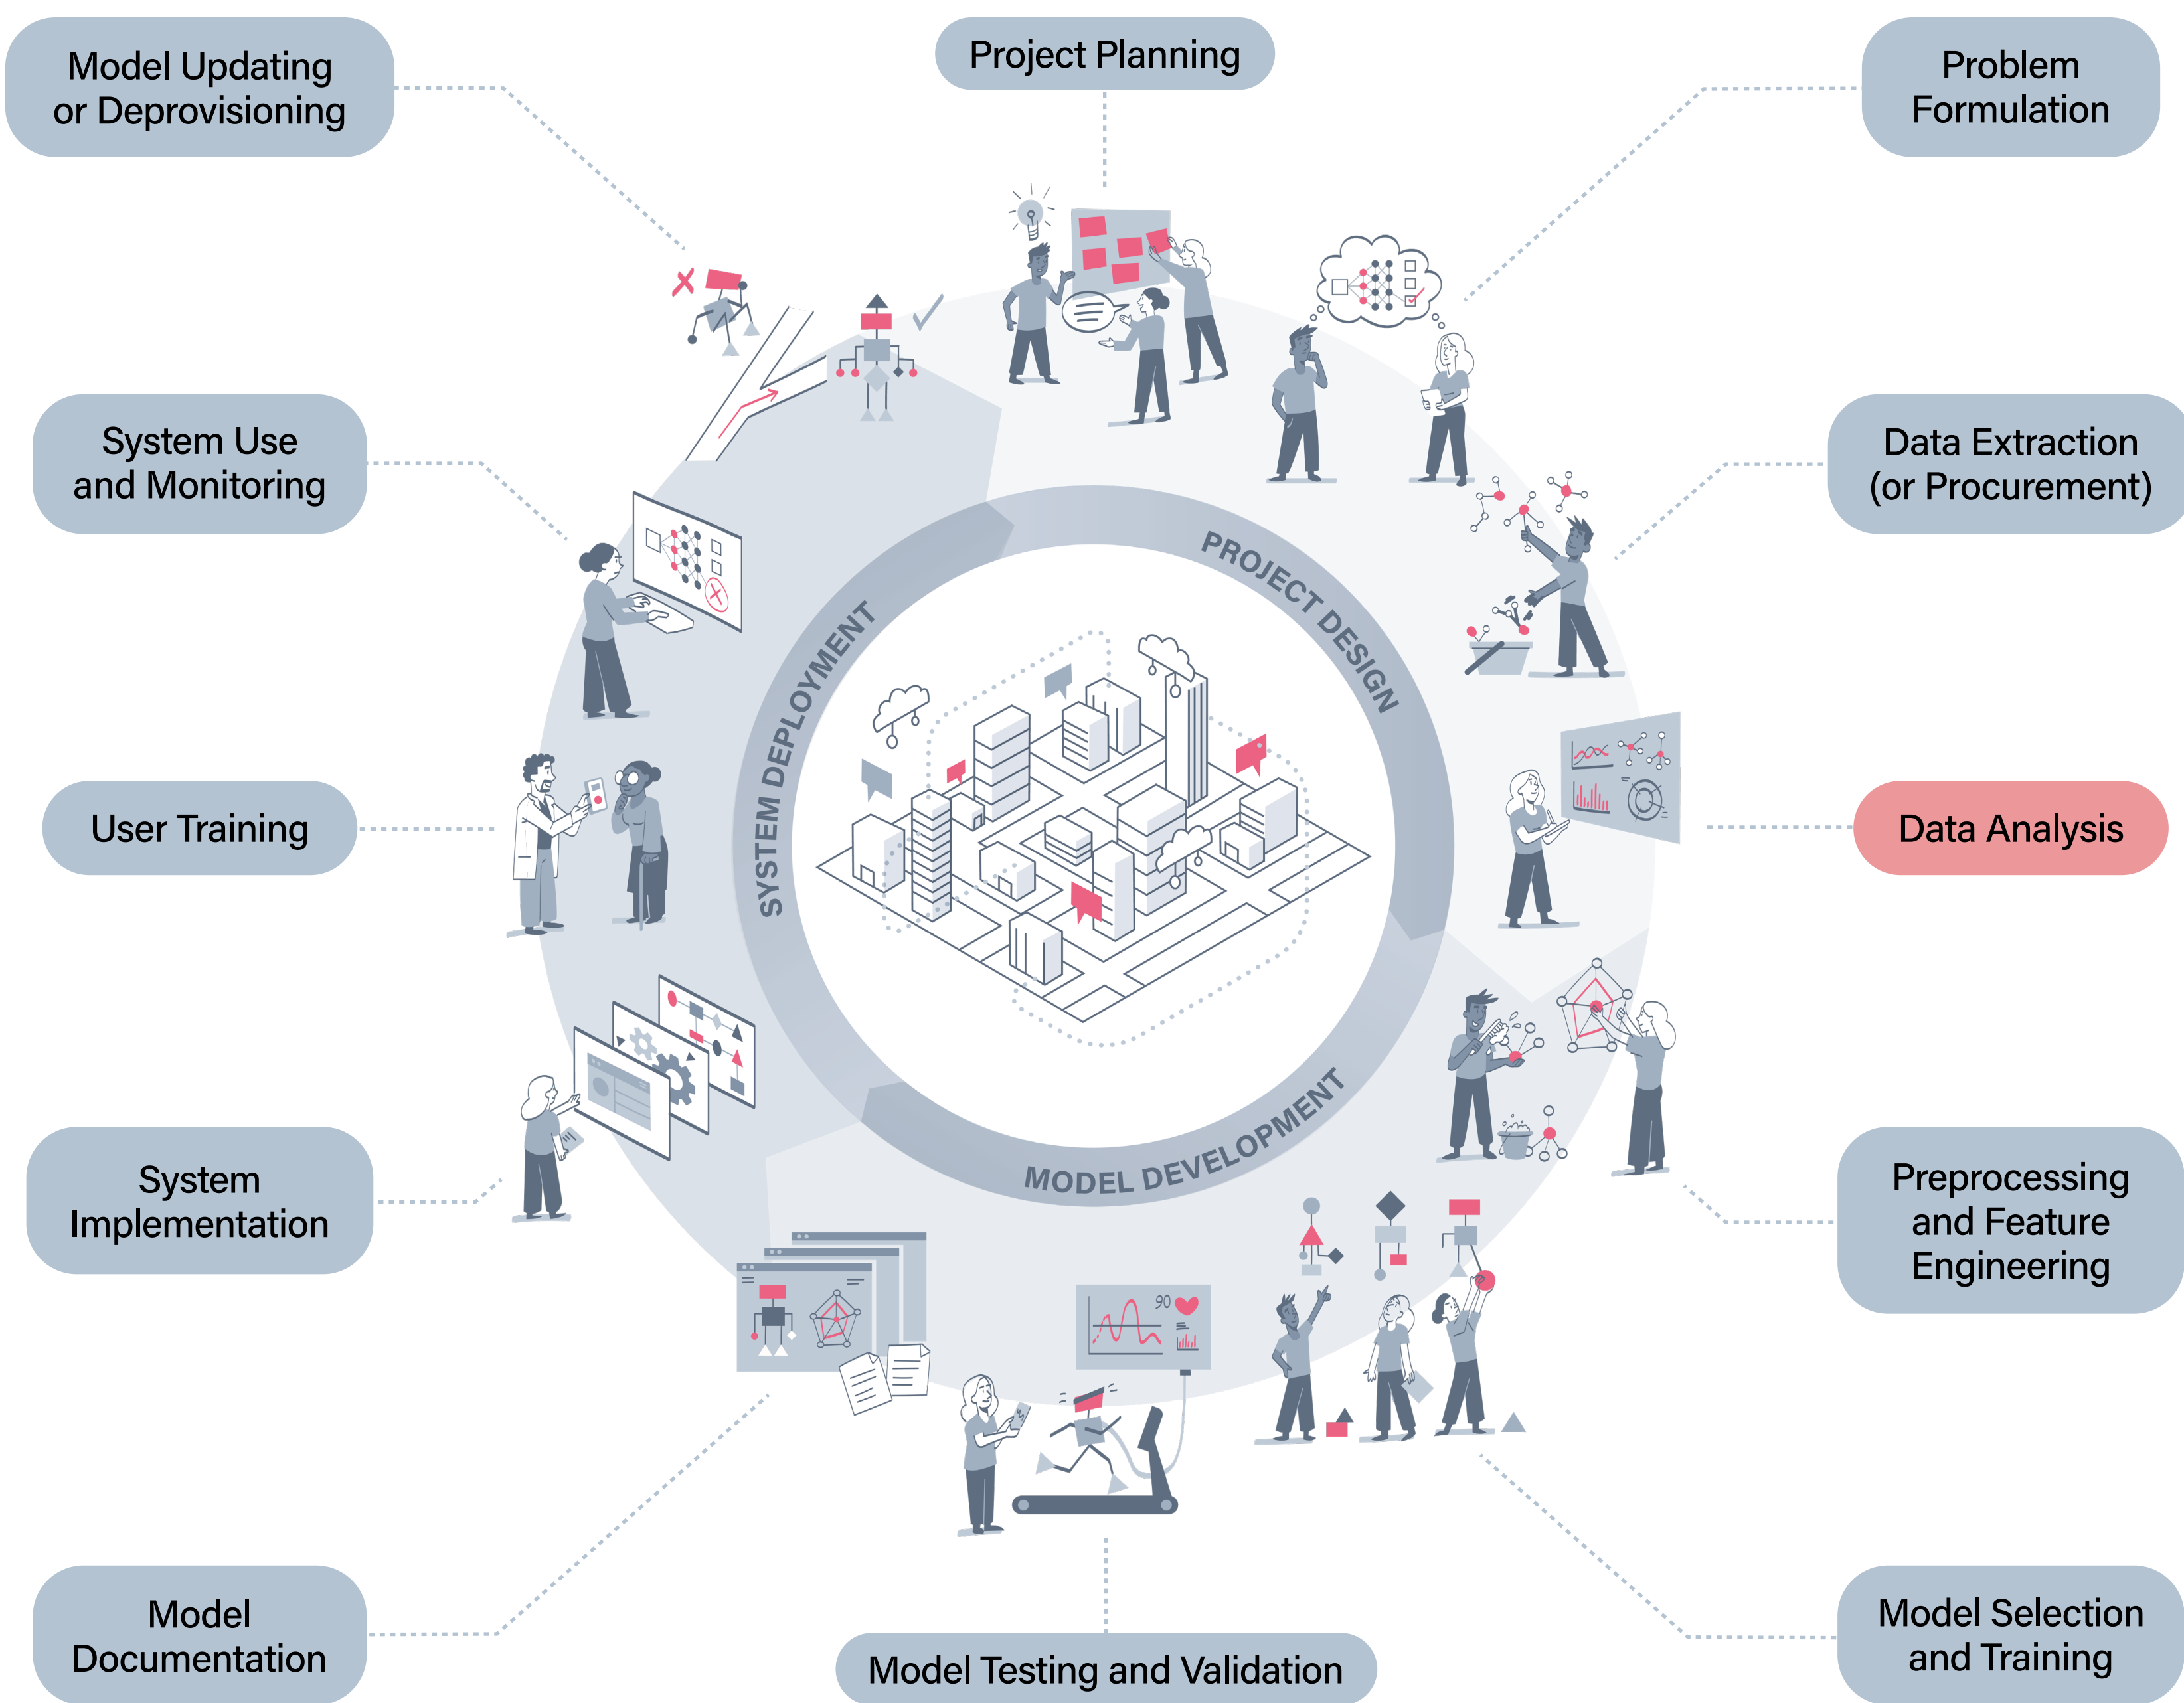 Project Planning
Problem
Formulation
Data Extraction
(or Procurement)
Data Analysis
Preprocessing
and Feature
Engineering
Model Selection
and Training
Model Testing and Validation
Model
Documentation
System
Implementation
User Training
System Use
and Monitoring
Model Updating
or Deprovisioning
PROJECT DESIGN
MODEL DEVELOPMENT
SYSTEM DEPLOYMENT
90